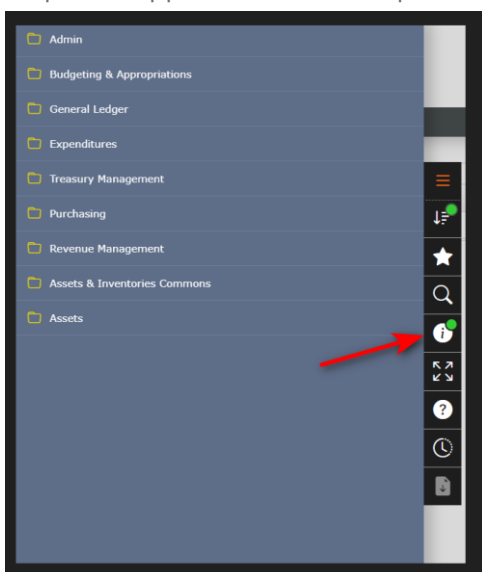 Admin
Budgeting & Appropriations
General Ledger
Expenditures
Treasury Management
Purchasing
Revenue Management
Assets & Inventories Commons
Assets